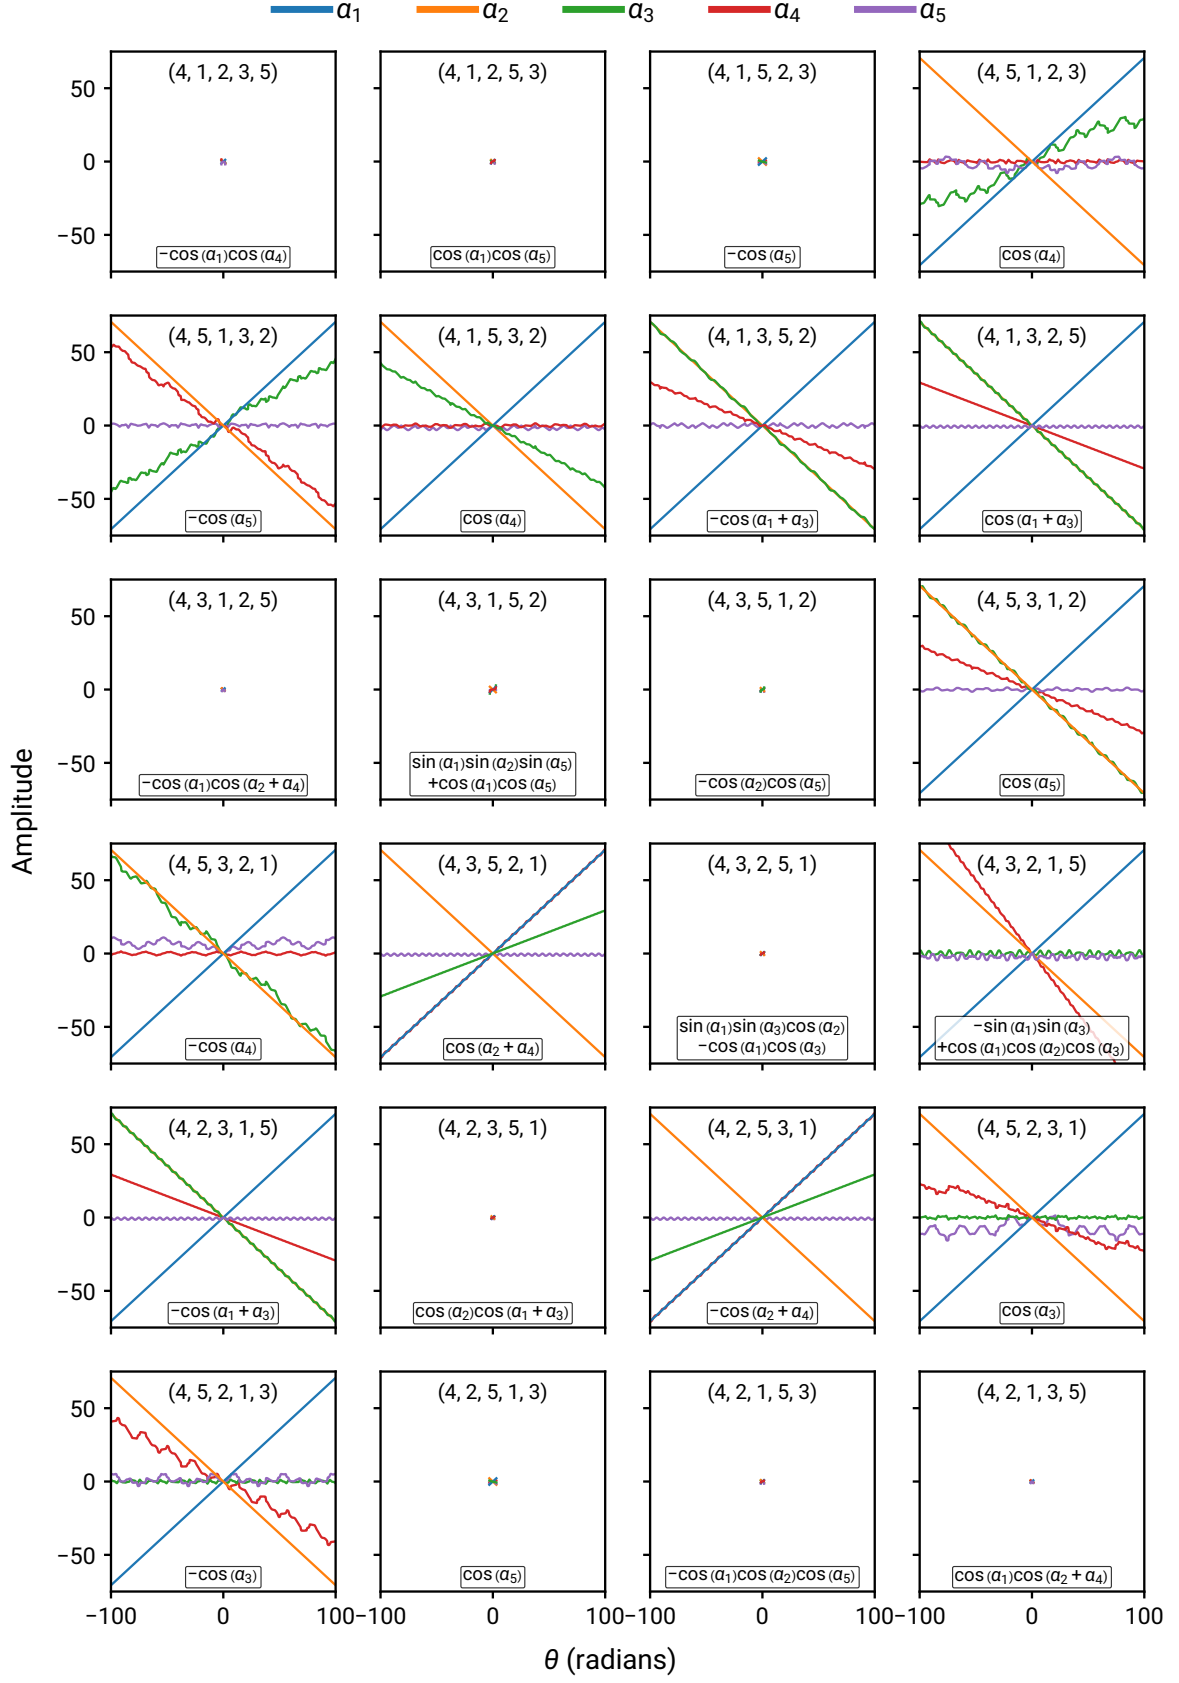 α1 α2 α3 α4 α5
(4, 1, 2, 3, 5) (4, 1, 2, 5, 3) (4, 1, 5, 2, 3) (4, 5, 1, 2, 3)
50
0
−50
−cos (α1)cos (α4) cos (α1)cos (α5) −cos (α5) cos (α4)
(4, 5, 1, 3, 2) (4, 1, 5, 3, 2) (4, 1, 3, 5, 2) (4, 1, 3, 2, 5)
50
0
−50
−cos (α5) cos (α4) −cos (α1 + α3) cos (α1 + α3)
(4, 3, 1, 2, 5) (4, 3, 1, 5, 2) (4, 3, 5, 1, 2) (4, 5, 3, 1, 2)
50
0
−50
sin (α1)sin (α2)sin (α5)
−cos (α1)cos (α2 + α4) +cos (α1)cos (α5) −cos (α2)cos (α5) cos (α5)
Amplitude
(4, 5, 3, 2, 1) (4, 3, 5, 2, 1) (4, 3, 2, 5, 1) (4, 3, 2, 1, 5)
50
0
−50
sin (α1)sin (α3)cos (α2) −sin (α1)sin (α3)
−cos (α4) cos (α2 + α4) −cos (α1)cos (α3) +cos (α1)cos (α2)cos (α3)
(4, 2, 3, 1, 5) (4, 2, 3, 5, 1) (4, 2, 5, 3, 1) (4, 5, 2, 3, 1)
50
0
−50
−cos (α1 + α3) cos (α2)cos (α1 + α3) −cos (α2 + α4) cos (α3)
(4, 5, 2, 1, 3) (4, 2, 5, 1, 3) (4, 2, 1, 5, 3) (4, 2, 1, 3, 5)
50
0
−50
−cos (α3) cos (α5) −cos (α1)cos (α2)cos (α5) cos (α1)cos (α2 + α4)
−100 0 100 −100 0 100 −100 0 100 −100 0 100
θ (radians)